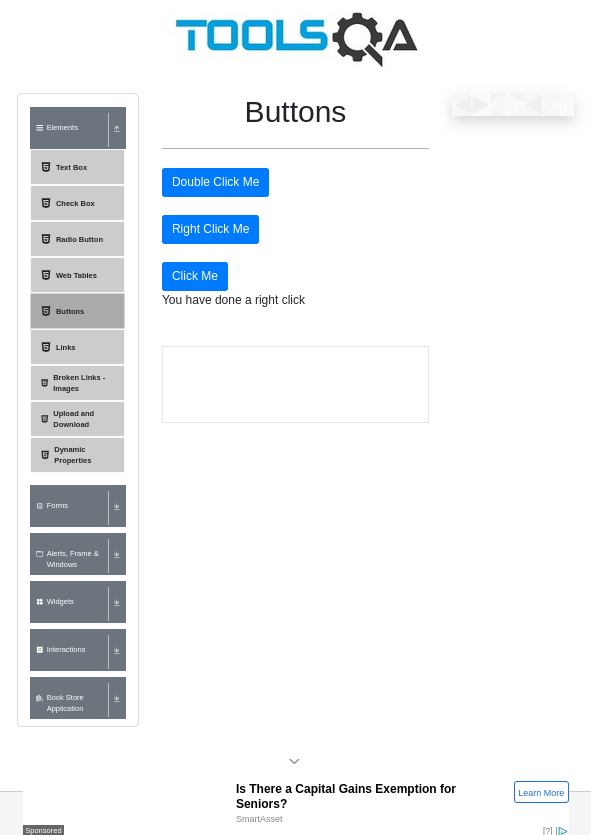 TOOLSQA
Buttons
Elements
Text Box
Check Box
Radio Button
Web Tables
Buttons
Links
Broken Links -
Images
Upload and
Download
Dynamic
Properties
Forms
Alerts, Frame &
Windows
Widgets
Interactions
Book Store
Application
Double Click Me
Right Click Me
Click Me
You have done a right click
Is There a Capital Gains Exemption for
Seniors?
SmartAsset
Learn More
Sponsored
[?]